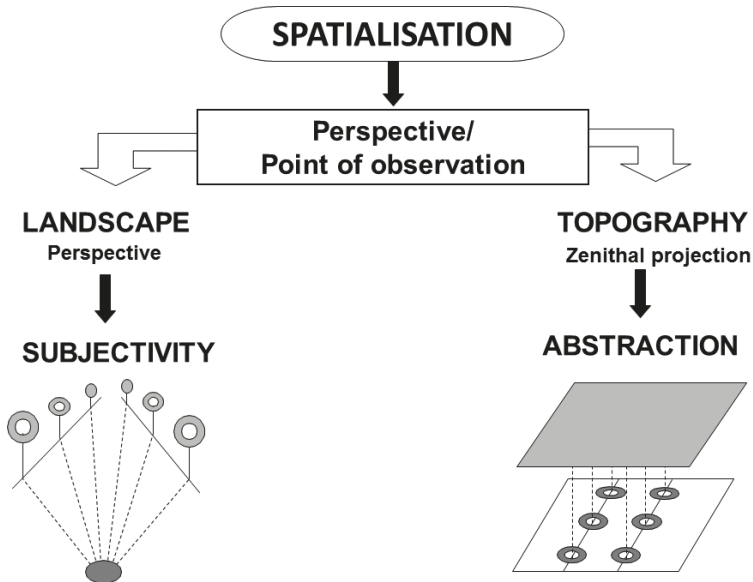 SPATIALISATION
Perspective/
Point of observation
LANDSCAPE
Perspective
SUBJECTIVITY
TOPOGRAPHY
Zenithal projection
ABSTRACTION